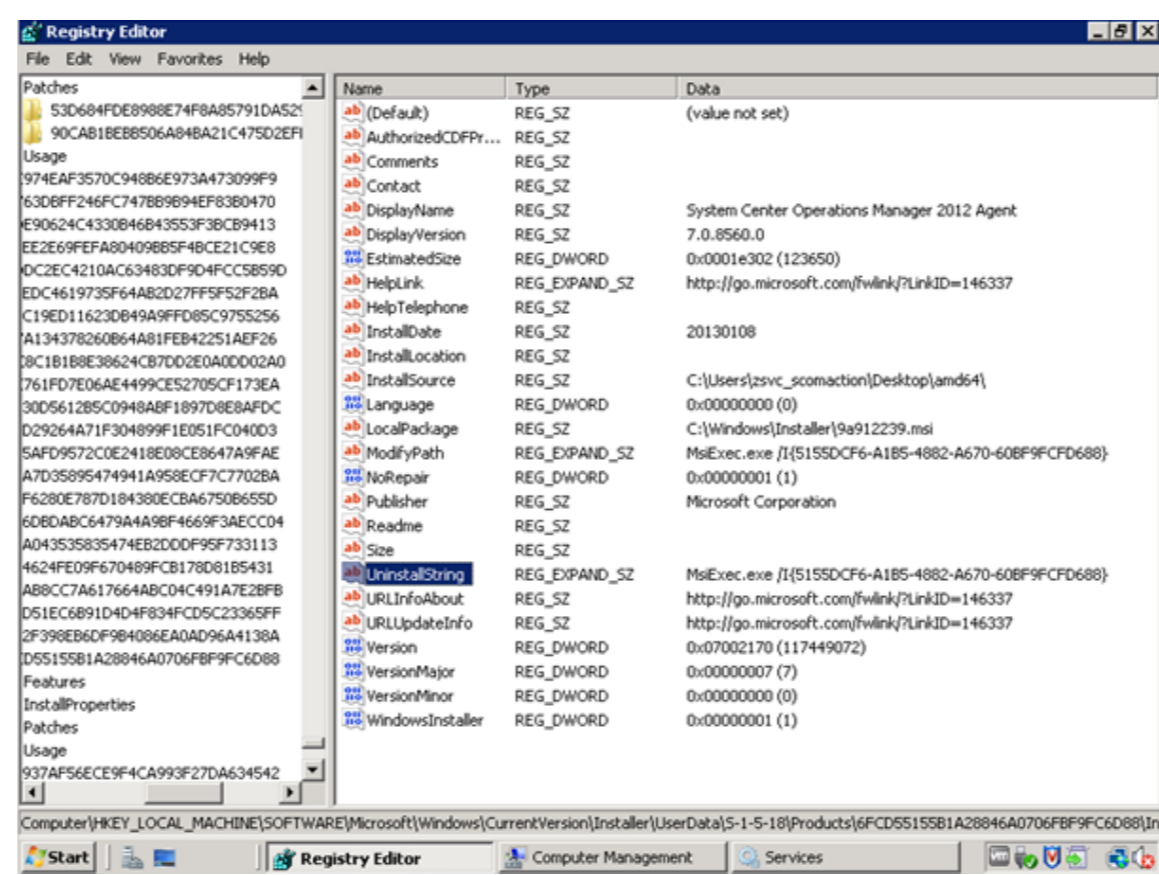 Registry Editor
File Edit View Favorites Help
Patches
53D684FDE8988E74F8A85791DA529
90CAB1BEBB506A84BA21C475D2EF
Usage
974EAF3570C948B6E973A473099F9
63DBFF246FC747BB9B94EF83B0470
E90624C4330B46B43553F3BCB9413
EE2E69FEFA80409BB5F4BCE21C9E8
DC2EC4210AC63483DF9D4FCC5B59D
EDC4619735F64AB2D27FF5F52F2BA
C19ED11623DB49A9FFD85C9755256
A134378260B64A81FEB42251AEF26
8C1B1B8E38624CB7DD2E0A0DD02A0
761FD7E06AE4499CE52705CF173EA
30D5612B5C0948ABF1897D8E8AFDC
D29264A71F304899F1E051FC040D3
5AFD9572C0E2418E08CE8647A9FAE
A7D35895474941A958ECF7C7702BA
F6280E787D184380ECBA6750B655D
6DBDABC6479A4A9BF4669F3AECC04
A043535835474EB2DDDF95F733113
4624FE09F670489FCB178D81B5431
AB8CC7A617664ABC04C491A7E2BFB
D51EC6B91D4D4F834FCD5C23365FF
2F398EB6DF9B4086EA0AD96A4138A
D55155B1A28846A0706FBF9FC6D88
Features
InstallProperties
Patches
Usage
937AF56ECE9F4CA993F27DA634542
Name Type Data
(Default) REG_SZ (value not set)
AuthorizedCDFPr... REG_SZ
Comments REG_SZ
Contact REG_SZ
DisplayName REG_SZ System Center Operations Manager 2012 Agent
DisplayVersion REG_SZ 7.0.8560.0
EstimatedSize REG_DWORD 0x0001e302 (123650)
HelpLink REG_EXPAND_SZ http://go.microsoft.com/fwlink/?LinkID=146337
HelpTelephone REG_SZ
InstallDate REG_SZ 20130108
InstallLocation REG_SZ
InstallSource REG_SZ C:\Users\zsvc_scomaction\Desktop\amd64\
Language REG_DWORD 0x00000000 (0)
LocalPackage REG_SZ C:\Windows\Installer\9a912239.msi
ModifyPath REG_EXPAND_SZ MsiExec.exe /I{5155DCF6-A1B5-4882-A670-60BF9FCFD688}
NoRepair REG_DWORD 0x00000001 (1)
Publisher REG_SZ Microsoft Corporation
Readme REG_SZ
Size REG_SZ
UninstallString REG_EXPAND_SZ MsiExec.exe /I{5155DCF6-A1B5-4882-A670-60BF9FCFD688}
URLInfoAbout REG_SZ http://go.microsoft.com/fwlink/?LinkID=146337
URLUpdateInfo REG_SZ http://go.microsoft.com/fwlink/?LinkID=146337
Version REG_DWORD 0x07002170 (117449072)
VersionMajor REG_DWORD 0x00000007 (7)
VersionMinor REG_DWORD 0x00000000 (0)
WindowsInstaller REG_DWORD 0x00000001 (1)
Computer\HKEY_LOCAL_MACHINE\SOFTWARE\Microsoft\Windows\CurrentVersion\Installer\UserData\S-1-5-18\Products\6FCD55155B1A28846A0706FBF9FC6D88\In
Start Registry Editor Computer Management Services